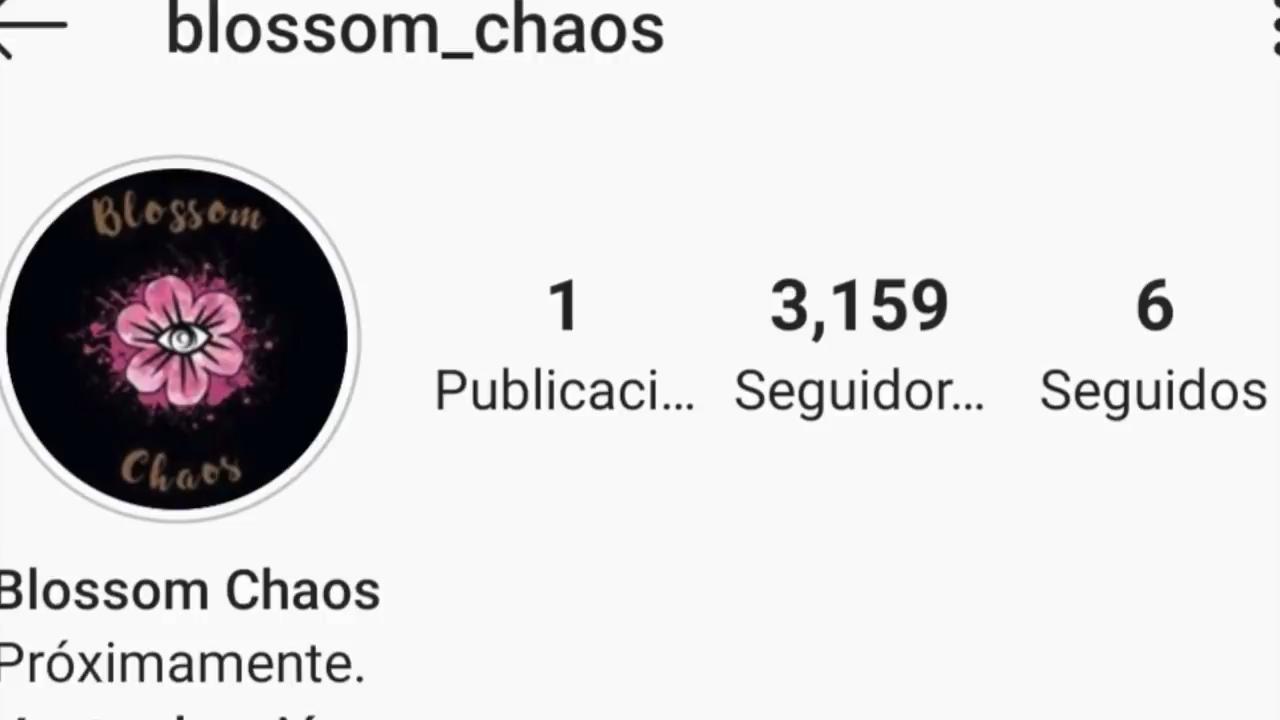 blossom_chaos
Blossom
Chaos
1
3,159
6
Publicaci...
Seguidor...
Seguidos
Blossom Chaos
Próximamente.